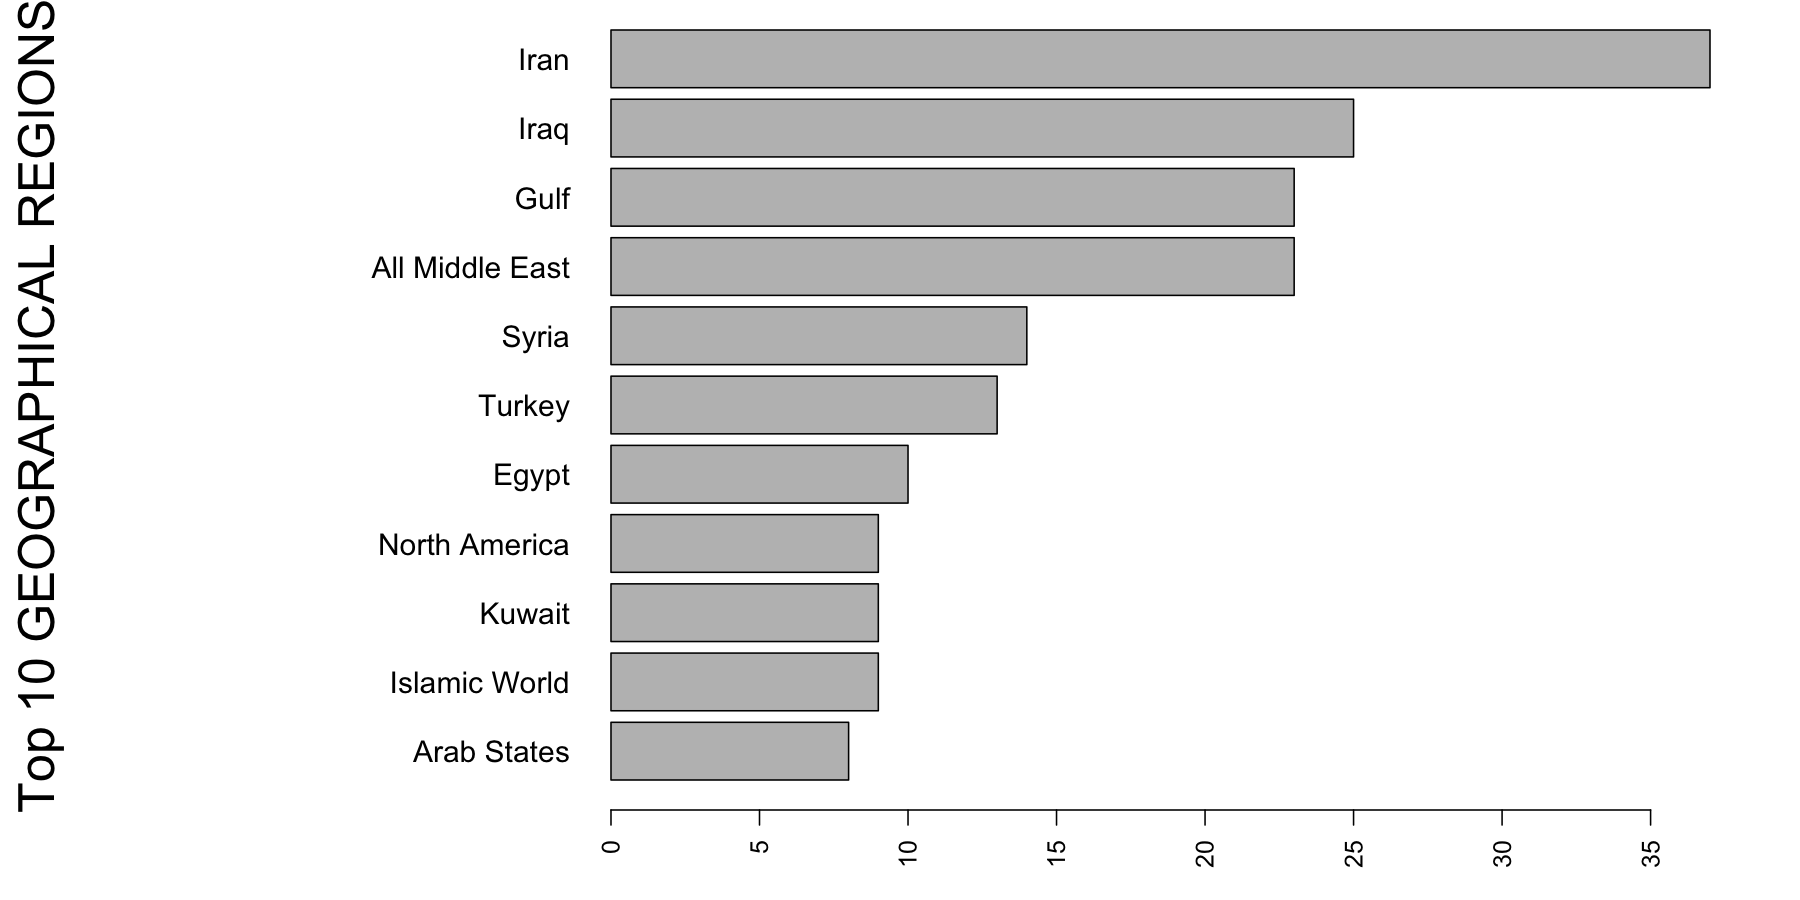 Top 10 GEOGRAPHICAL REGIONS
Iran
Iraq
Gulf
All Middle East
Syria
Turkey
Egypt
North America
Kuwait
Islamic World
Arab States
0 5 10 15 20 25 30 35